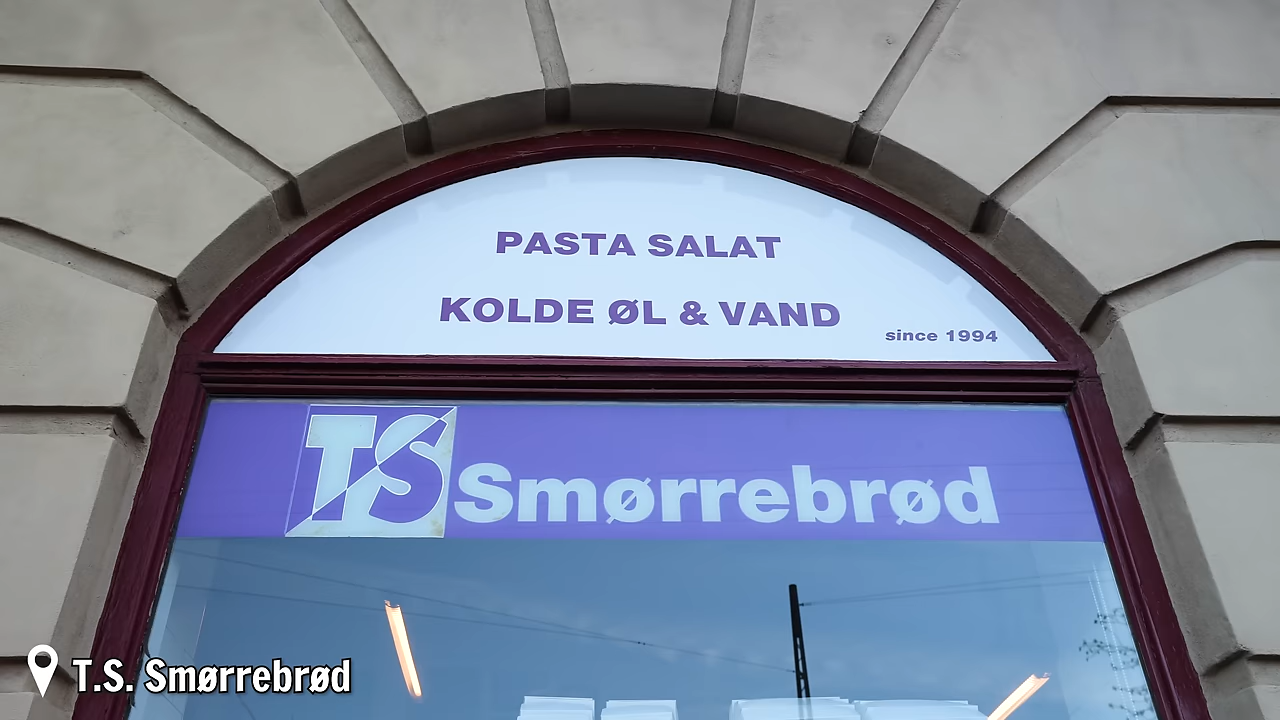 PASTA SALAT
KOLDE ØL & VAND
since 1994
TS Smørrebrød
T.S. Smørrebrød